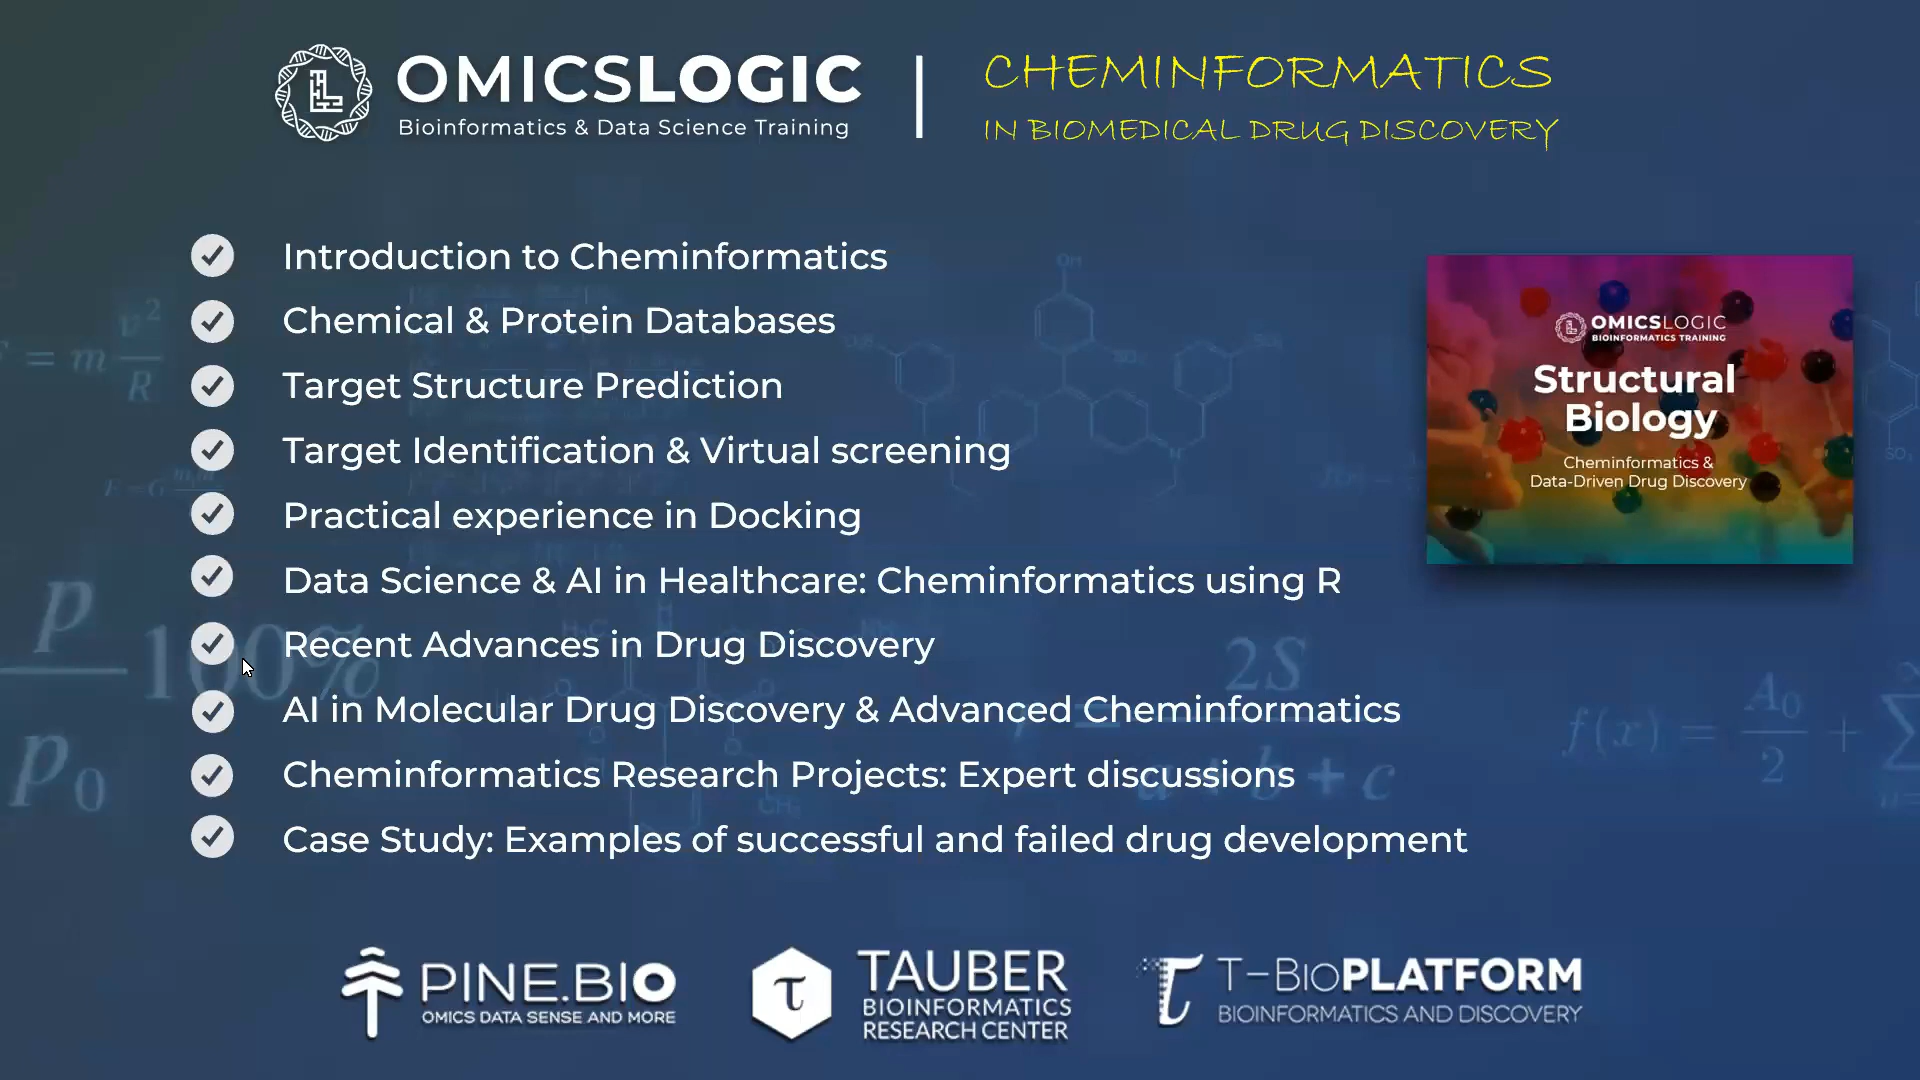 OMICSLOGIC
Bioinformatics & Data Science Training
CHEMINFORMATICS
IN BIOMEDICAL DRUG DISCOVERY
Introduction to Cheminformatics
Chemical & Protein Databases
Target Structure Prediction
Target Identification & Virtual screening
Practical experience in Docking
Data Science & AI in Healthcare: Cheminformatics using R
Recent Advances in Drug Discovery
AI in Molecular Drug Discovery & Advanced Cheminformatics
Cheminformatics Research Projects: Expert discussions
Case Study: Examples of successful and failed drug development
OMICSLOGIC
BIOINFORMATICS TRAINING
Structural
Biology
Cheminformatics &
Data-Driven Drug Discovery
PINE.BIO
OMICS DATA SENSE AND MORE
TAUBER
BIOINFORMATICS
RESEARCH CENTER
T-BIOPLATFORM
BIOINFORMATICS AND DISCOVERY